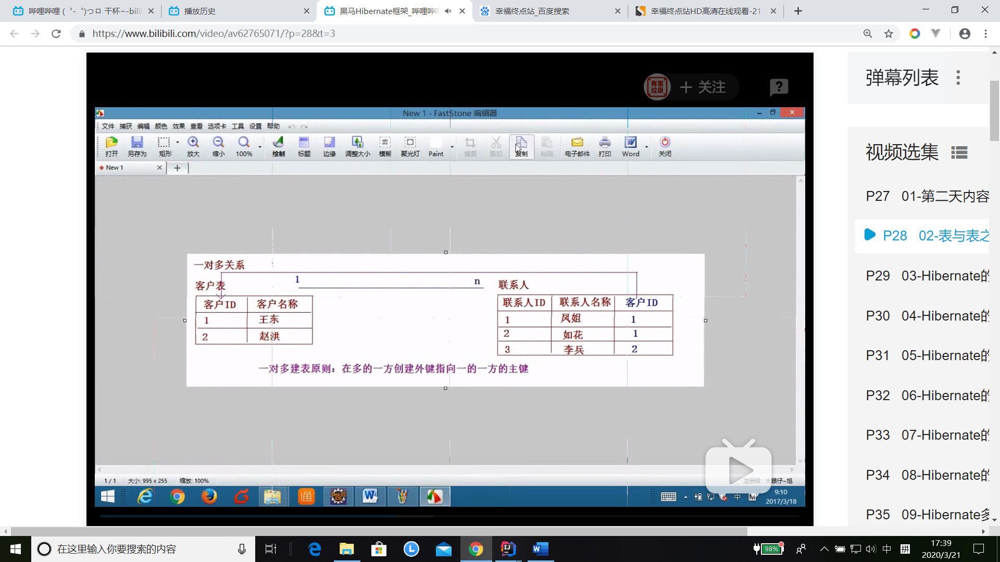 哔哩哔哩 ( ゜- ゜)つロ 干杯~-bili
播放历史
黑马Hibernate框架_哔哩哔哩
幸福终点站_百度搜索
幸福终点站HD高清在线观看-21
https://www.bilibili.com/video/av62765071/?p=28&t=3
弹幕列表
有害垃圾
+ 关注
New 1 - FastStone 编辑器
文件 捕获 编辑 颜色 效果 查看 选项卡 工具 设置 帮助
打开 另存为 矩形 放大 缩小 100% 绘制 标题 边缘 调整大小 模糊 聚光灯 Paint 裁剪 剪切 复制 粘贴 电子邮件 打印 Word 关闭
New 1
一对多关系
1 n
客户表
联系人
客户ID 客户名称
1 王东
2 赵洪
联系人ID 联系人名称 客户ID
1 凤姐 1
2 如花 1
3 李兵 2
一对多建表原则：在多的一方创建外键指向一的一方的主键
1 / 1 大小: 995 x 255 缩放: 100%
注册给: 大眼仔~旭
中 M
9:10
2017/3/18
视频选集
P27 01-第二天内容
P28 02-表与表之
P29 03-Hibernate的
P30 04-Hibernate的
P31 05-Hibernate的
P32 06-Hibernate的
P33 07-Hibernate的
P34 08-Hibernate的
P35 09-Hibernate多
在这里输入你要搜索的内容
98%
中 拼
17:39
2020/3/21